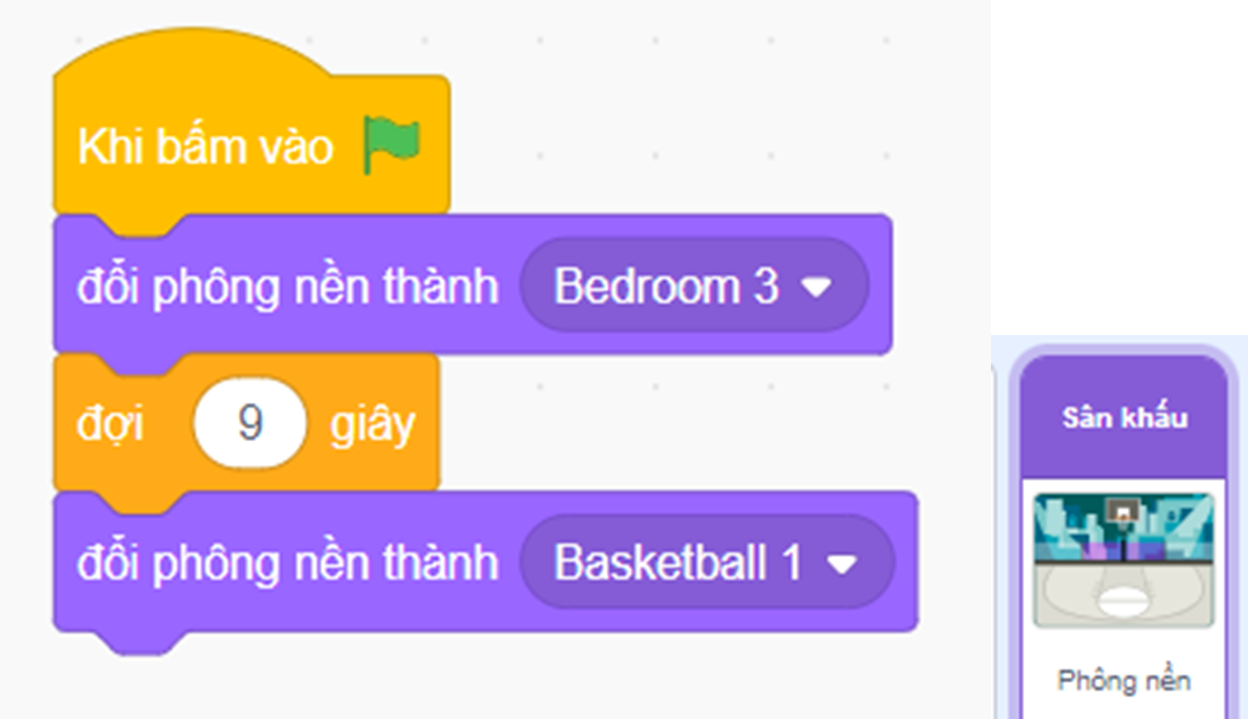 Khi bấm vào
đổi phông nền thành Bedroom 3
đợi 9 giây
đổi phông nền thành Basketball 1
Sân khấu
Phông nền